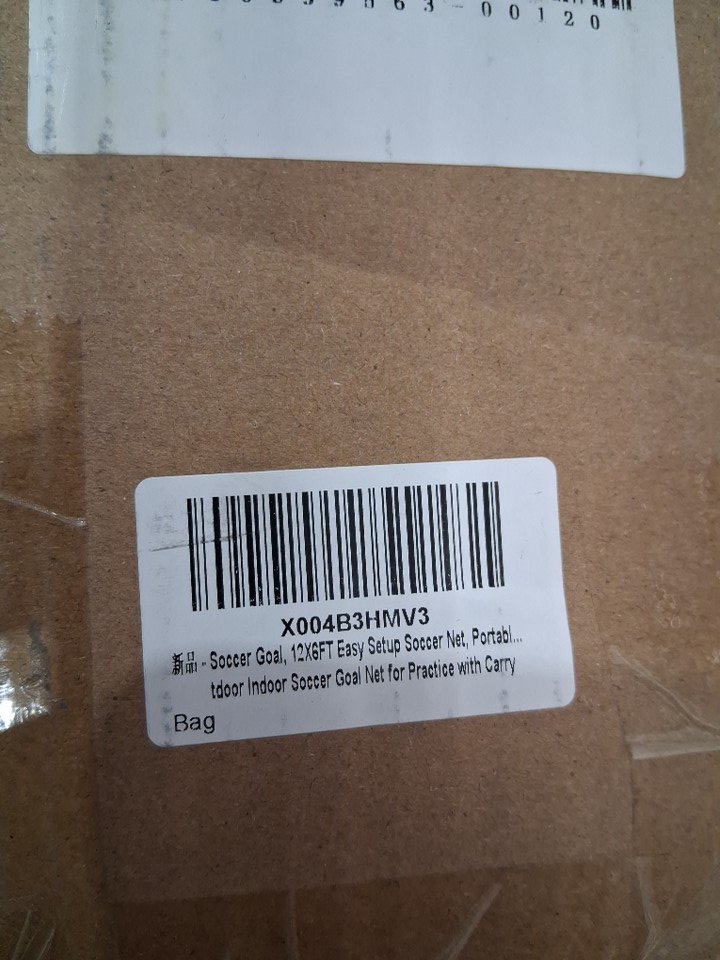 563-00120
X004B3HMV3
新品 - Soccer Goal, 12X6FT Easy Setup Soccer Net, Portabl...
tdoor Indoor Soccer Goal Net for Practice with Carry
Bag